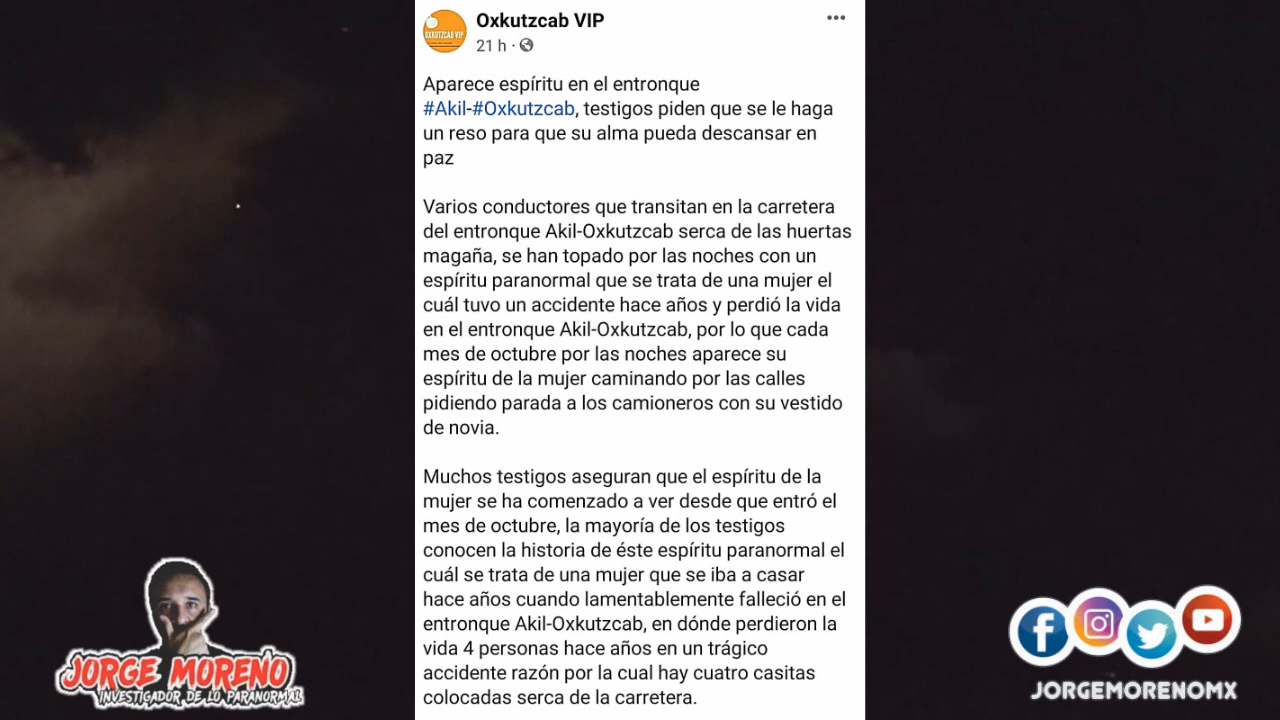 Oxkutzcab VIP
OXKUTZCAB VIP
21 h ·
Aparece espíritu en el entronque
#Akil-#Oxkutzcab, testigos piden que se le haga
un reso para que su alma pueda descansar en
paz
Varios conductores que transitan en la carretera
del entronque Akil-Oxkutzcab serca de las huertas
magaña, se han topado por las noches con un
espíritu paranormal que se trata de una mujer el
cuál tuvo un accidente hace años y perdió la vida
en el entronque Akil-Oxkutzcab, por lo que cada
mes de octubre por las noches aparece su
espíritu de la mujer caminando por las calles
pidiendo parada a los camioneros con su vestido
de novia.
Muchos testigos aseguran que el espíritu de la
mujer se ha comenzado a ver desde que entró el
mes de octubre, la mayoría de los testigos
conocen la historia de éste espíritu paranormal el
cuál se trata de una mujer que se iba a casar
hace años cuando lamentablemente falleció en el
entronque Akil-Oxkutzcab, en dónde perdieron la
vida 4 personas hace años en un trágico
accidente razón por la cual hay cuatro casitas
colocadas serca de la carretera.
JORGE MORENO
INVESTIGADOR DE LO PARANORMAL
JORGEMORENOMX